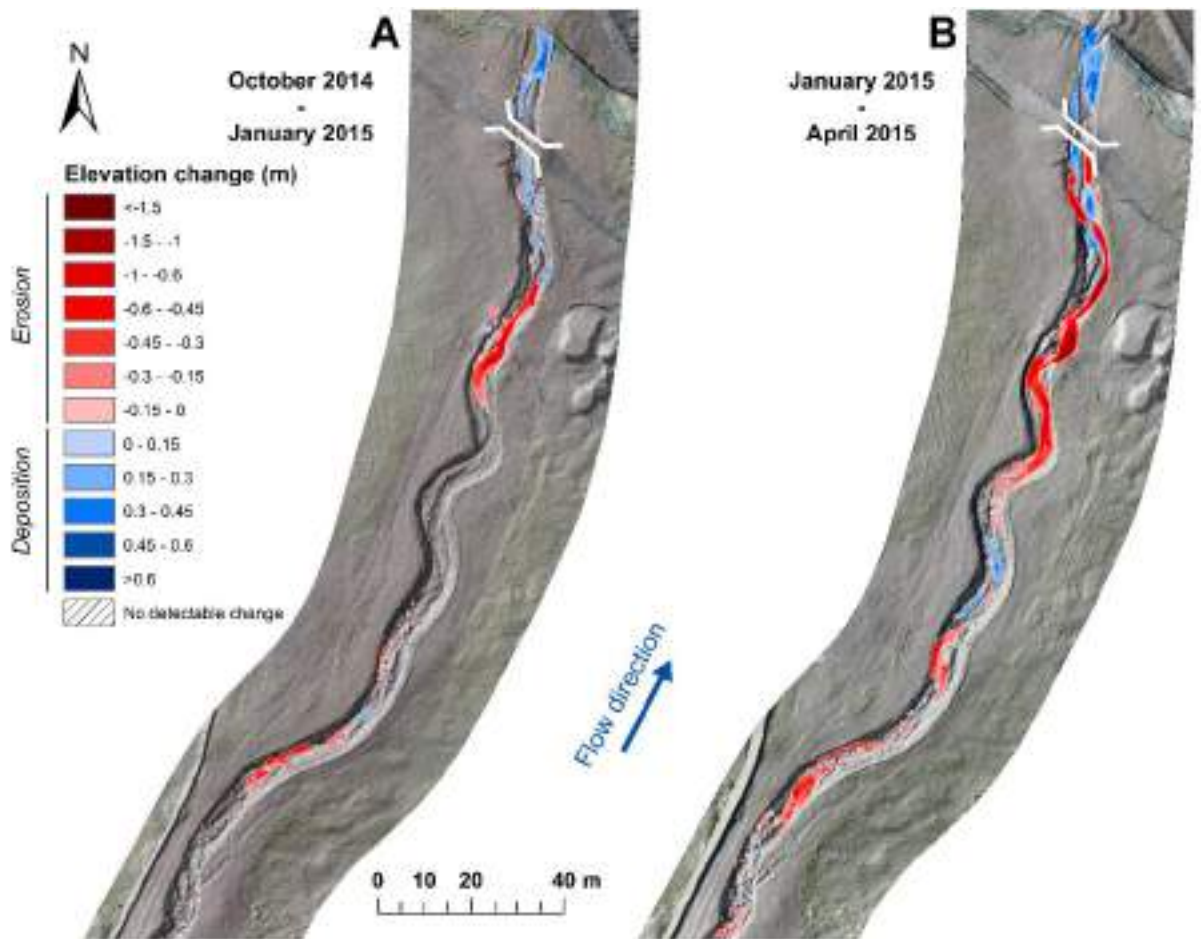 A
B
N
October 2014
-
January 2015
January 2015
-
April 2015
Elevation change (m)
Erosion
<-1.5
-1.5 - -1
-1 - -0.6
-0.6 - -0.45
-0.45 - -0.3
-0.3 - -0.15
-0.15 - 0
Deposition
0 - 0.15
0.15 - 0.3
0.3 - 0.45
0.45 - 0.6
>0.6
No detectable change
Flow direction
0 10 20 40 m